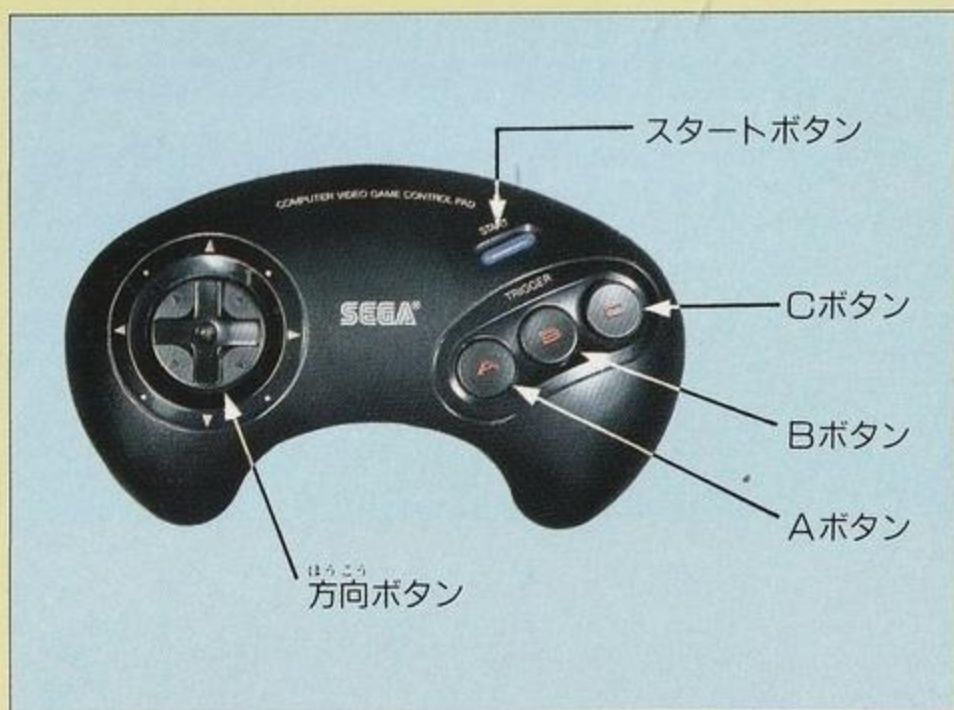 スタートボタン
COMPUTER VIDEO GAME CONTROL PAD
START
TRIGGER
SEGA®
Cボタン
C
B
A
Bボタン
Aボタン
ほうこう
方向ボタン